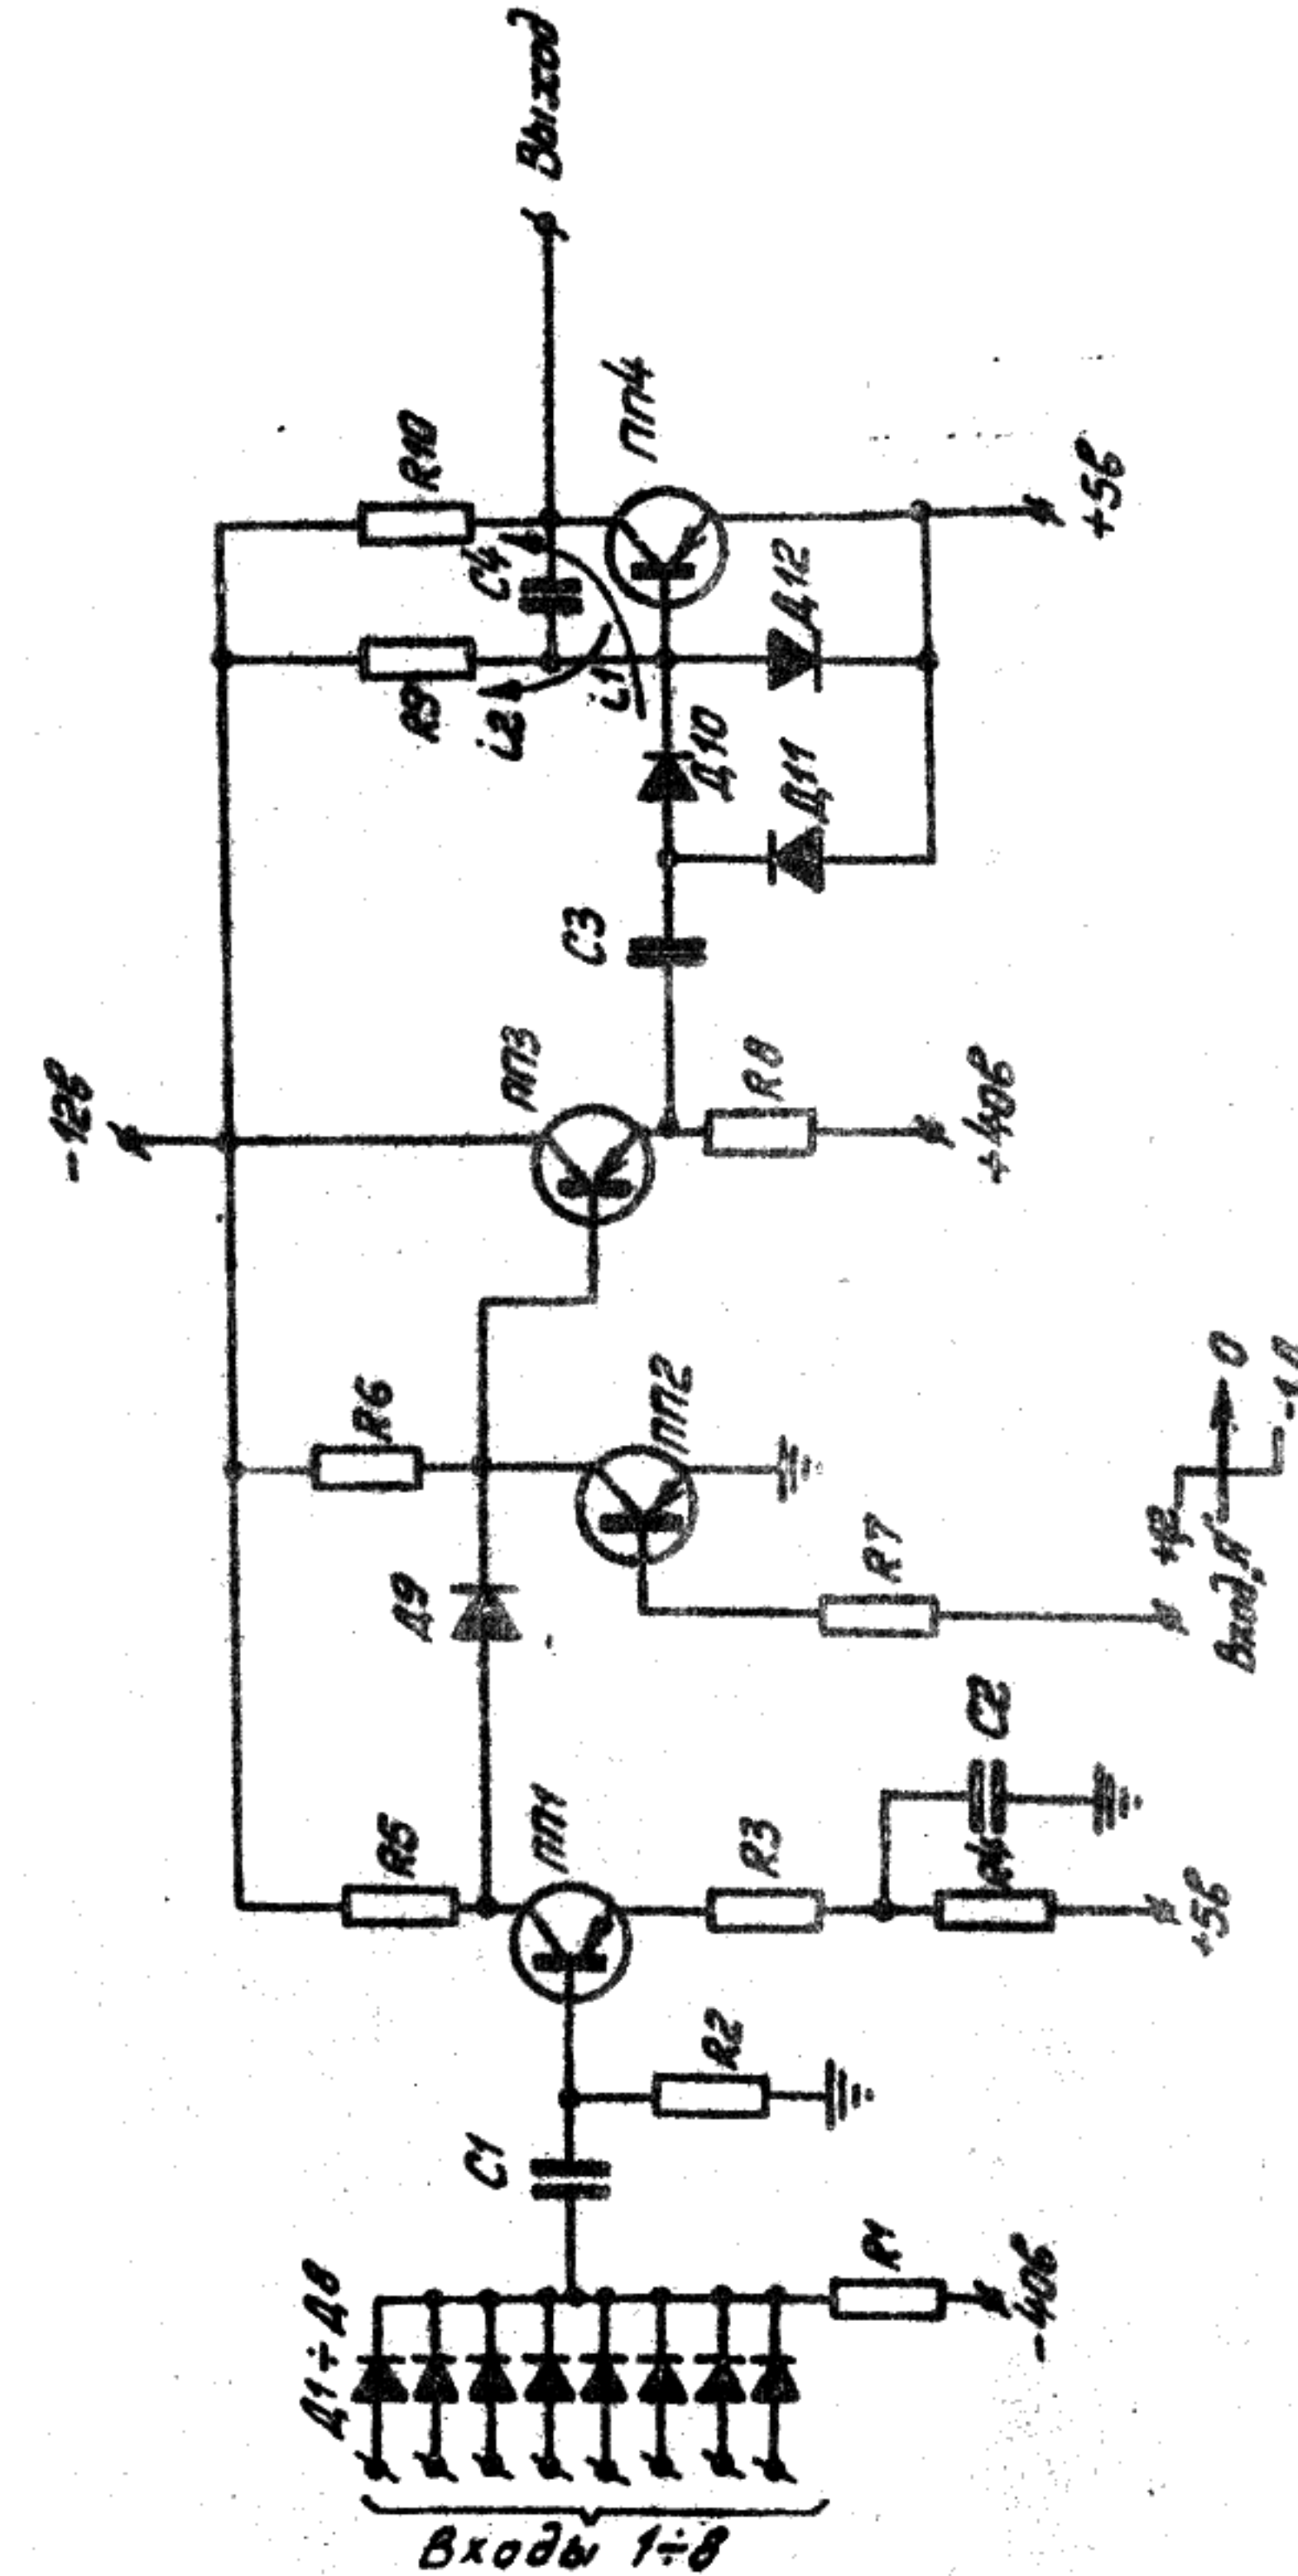 Входы 1÷8
Д1÷Д8
R1
-40в
C1
R2
ПП1
R5
R3
R4
C2
+5в
Д9
R6
ПП2
R7
Вход „А"
+У2
0
ПП3
-12в
R8
+40в
C3
Д10
Д11
Д12
i1
i2
R9
C4
R10
ПП4
+5в
Выход